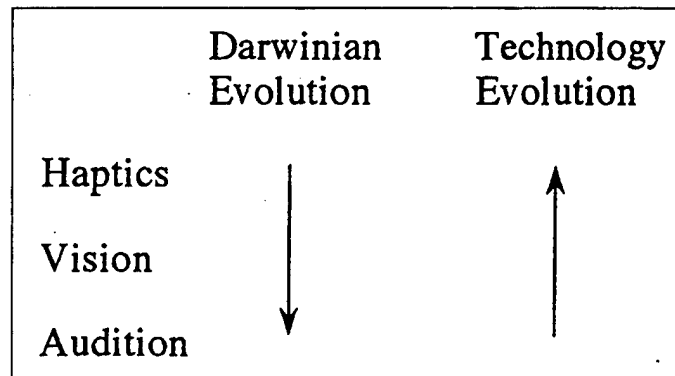 Darwinian Technology
Evolution Evolution
Haptics
Vision
Audition